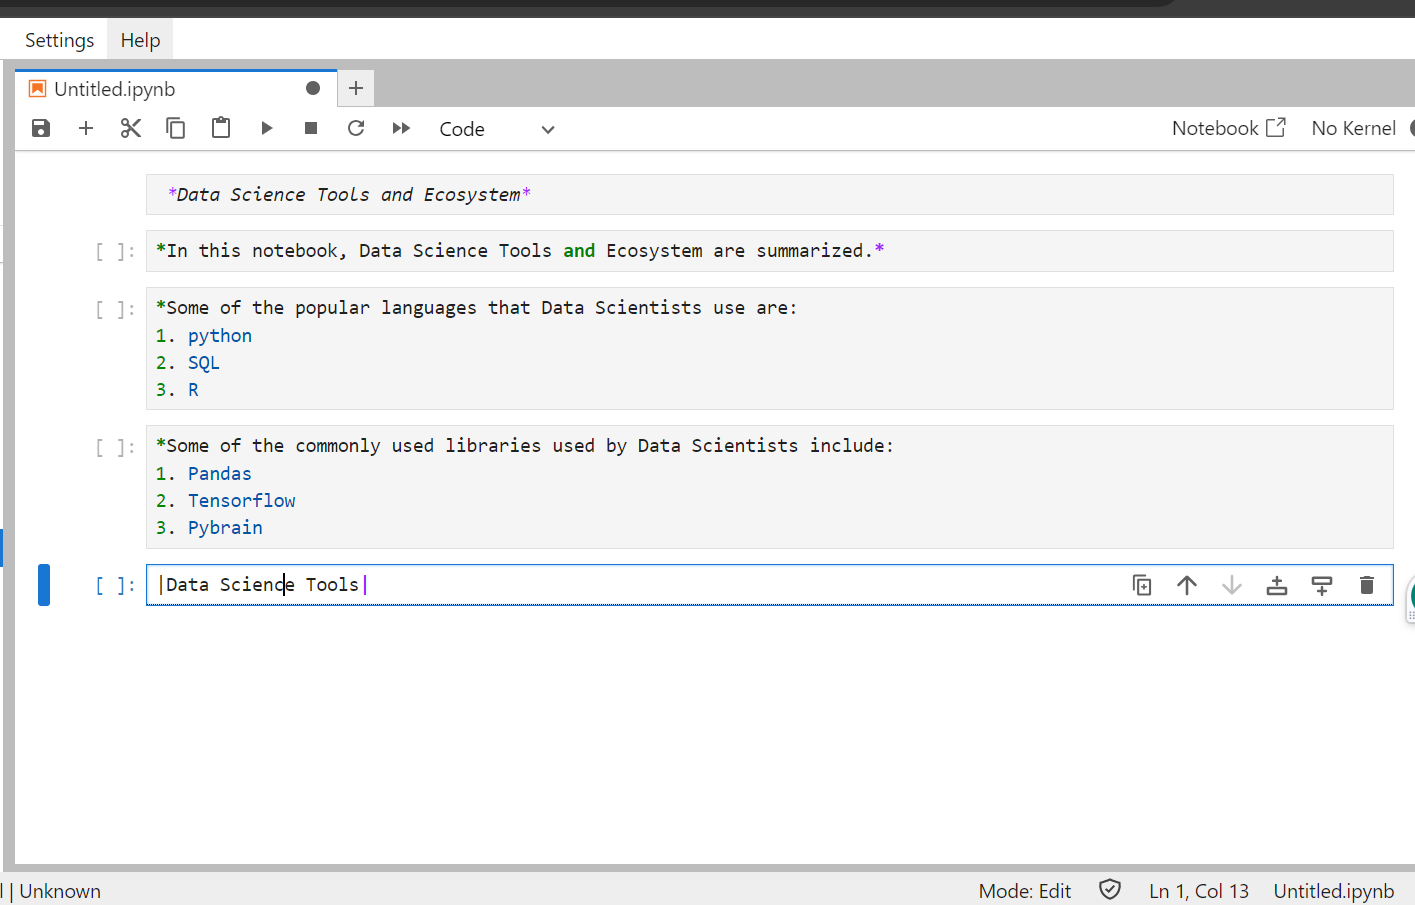 Settings Help
Untitled.ipynb
Code Notebook No Kernel
*Data Science Tools and Ecosystem*
[ ]: *In this notebook, Data Science Tools and Ecosystem are summarized.*
[ ]: *Some of the popular languages that Data Scientists use are:
1. python
2. SQL
3. R
[ ]: *Some of the commonly used libraries used by Data Scientists include:
1. Pandas
2. Tensorflow
3. Pybrain
[ ]: |Data Science Tools|
| Unknown Mode: Edit Ln 1, Col 13 Untitled.ipynb